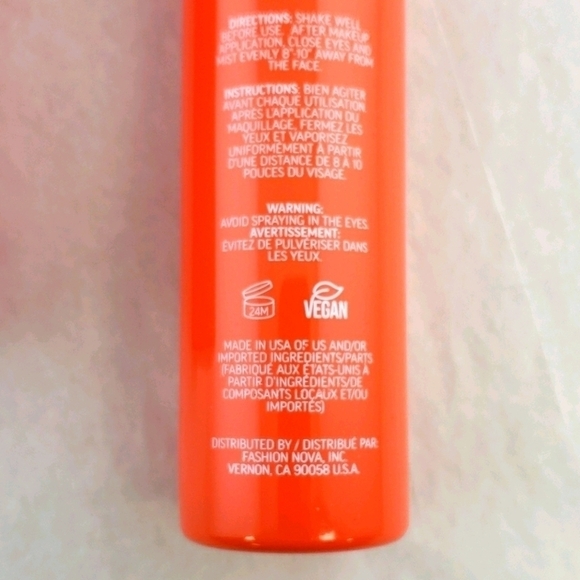 DIRECTIONS: SHAKE WELL
BEFORE USE. AFTER MAKEUP
APPLICATION, CLOSE EYES AND
MIST EVENLY 8"-10" AWAY FROM
THE FACE.
INSTRUCTIONS: BIEN AGITER
AVANT CHAQUE UTILISATION
APRÈS L'APPLICATION DU
MAQUILLAGE, FERMEZ LES
YEUX ET VAPORISEZ
UNIFORMÉMENT À PARTIR
D'UNE DISTANCE DE 8 À 10
POUCES DU VISAGE.
WARNING:
AVOID SPRAYING IN THE EYES.
AVERTISSEMENT:
ÉVITEZ DE PULVÉRISER DANS
LES YEUX.
24M
VEGAN
MADE IN USA OF US AND/OR
IMPORTED INGREDIENTS/PARTS
(FABRIQUÉ AUX ÉTATS-UNIS À
PARTIR D'INGRÉDIENTS/DE
COMPOSANTS LOCAUX ET/OU
IMPORTÉS)
DISTRIBUTED BY / DISTRIBUÉ PAR:
FASHION NOVA, INC.
VERNON, CA 90058 U.S.A.